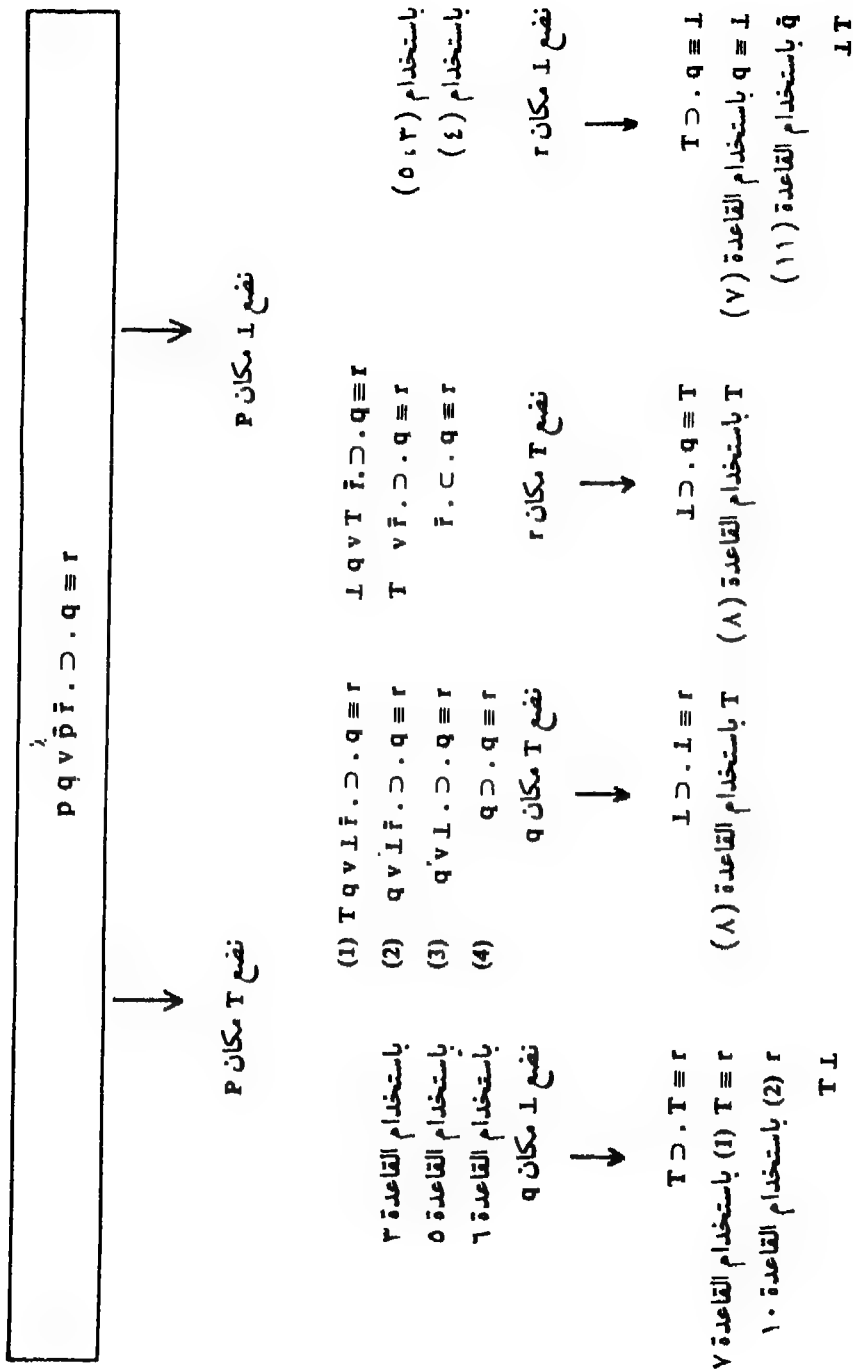 p q v p̄ r̄ . ⊃ . q ≡ r
نضع T مكان P
نضع ⊥ مكان P
(1) T q v ⊥ r̄ . ⊃ . q ≡ r
(2) q v ⊥ r̄ . ⊃ . q ≡ r
باستخدام القاعدة ٣
(3) q v ⊥ . ⊃ . q ≡ r
باستخدام القاعدة ٥
(4) q ⊃ . q ≡ r
باستخدام القاعدة ٦
⊥ q v T r̄ . ⊃ . q ≡ r
T v r̄ . ⊃ . q ≡ r
باستخدام (٥،٣)
r̄ . ⊂ . q ≡ r
باستخدام (٤)
نضع ⊥ مكان q
نضع T مكان q
نضع T مكان r
نضع ⊥ مكان r
T ⊃ . T ≡ r
T ≡ r (1) باستخدام القاعدة ٧
r (2) باستخدام القاعدة ١٠
T ⊥
⊥ ⊃ . ⊥ ≡ r
T باستخدام القاعدة (٨)
⊥ ⊃ . q ≡ T
T باستخدام القاعدة (٨)
T ⊃ . q ≡ ⊥
q ≡ ⊥ باستخدام القاعدة (٧)
q̄ باستخدام القاعدة (١١)
⊥ T